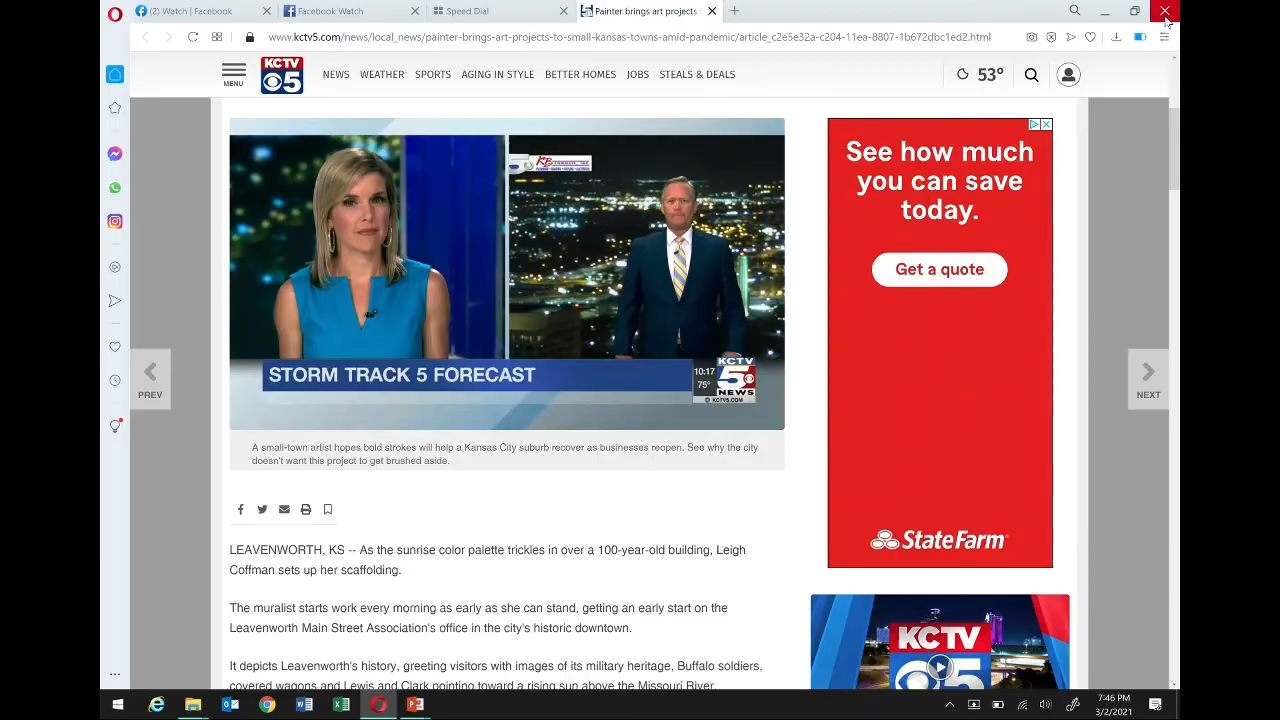 (2) Watch | Facebook
Facebook Watch
Speed Dial
Painter brings art projects t
www.kctv5.com/news/local_news/painter-brings-art-projects-to-small-kansas-towns-amid-pandemic/article_c2e5e32a-c204-11ea-8807-1b672dbc1ed2.html
MENU
KCTV
5
NEWS WEATHER SPORTS AGING IN STYLE BETTER HOMES JOBS STEALS & DEALS
53°
STORM TRACK 5 FORECAST
10:17
75°
KCTV
5
NEWS
KCTV5.COM
A small-town artist hopes bold strokes will help a Kansas City suburb recover as businesses reopen. See why the city
doesn't want this project to get brushed aside.
See how much
you can save
today.
Get a quote
StateFarm®
PREV
NEXT
LEAVENWORTH, KS -- As the sunrise color palette trickles in over a 100-year-old building, Leigh
Coffman sets up her scaffolding.
The muralist starts work every morning as early as she can stand, getting an early start on the
Leavenworth Main Street Association's office in the city's historic downtown.
It depicts Leavenworth's history, greeting visitors with images of its military heritage, Buffalo soldiers,
covered wagons and Lewis and Clark pointing toward a rising sun above the Missouri River.
KCTV
5
7:46 PM
3/2/2021